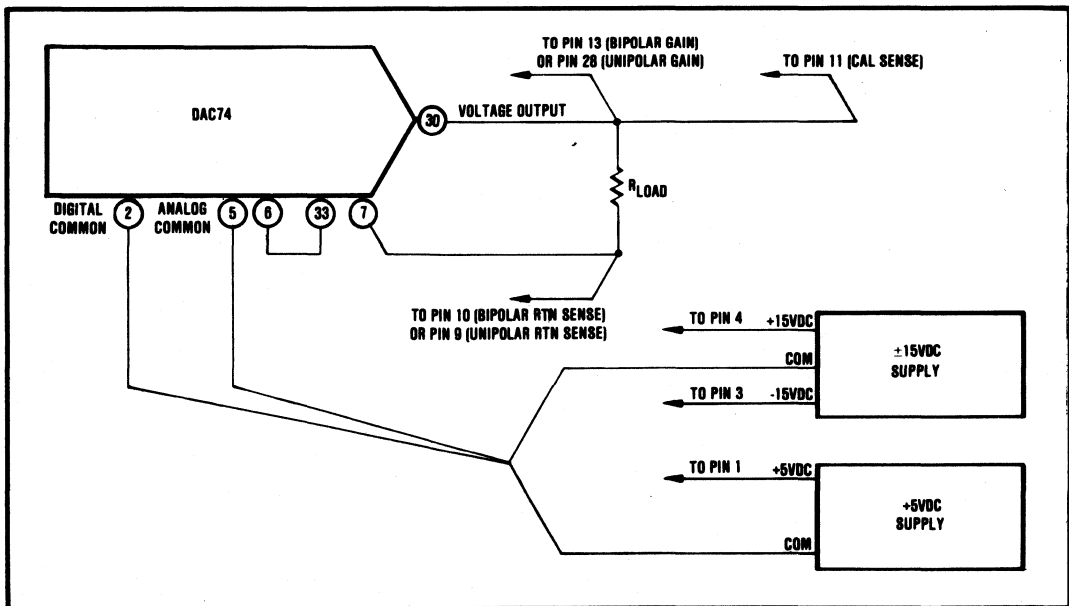 TO PIN 13 (BIPOLAR GAIN)
OR PIN 28 (UNIPOLAR GAIN)
TO PIN 11 (CAL SENSE)
DAC74
30
VOLTAGE OUTPUT
RLOAD
DIGITAL
COMMON
2
ANALOG
COMMON
5
6
33
7
TO PIN 10 (BIPOLAR RTN SENSE)
OR PIN 9 (UNIPOLAR RTN SENSE)
TO PIN 4
+15VDC
COM
TO PIN 3
-15VDC
±15VDC
SUPPLY
TO PIN 1
+5VDC
COM
+5VDC
SUPPLY